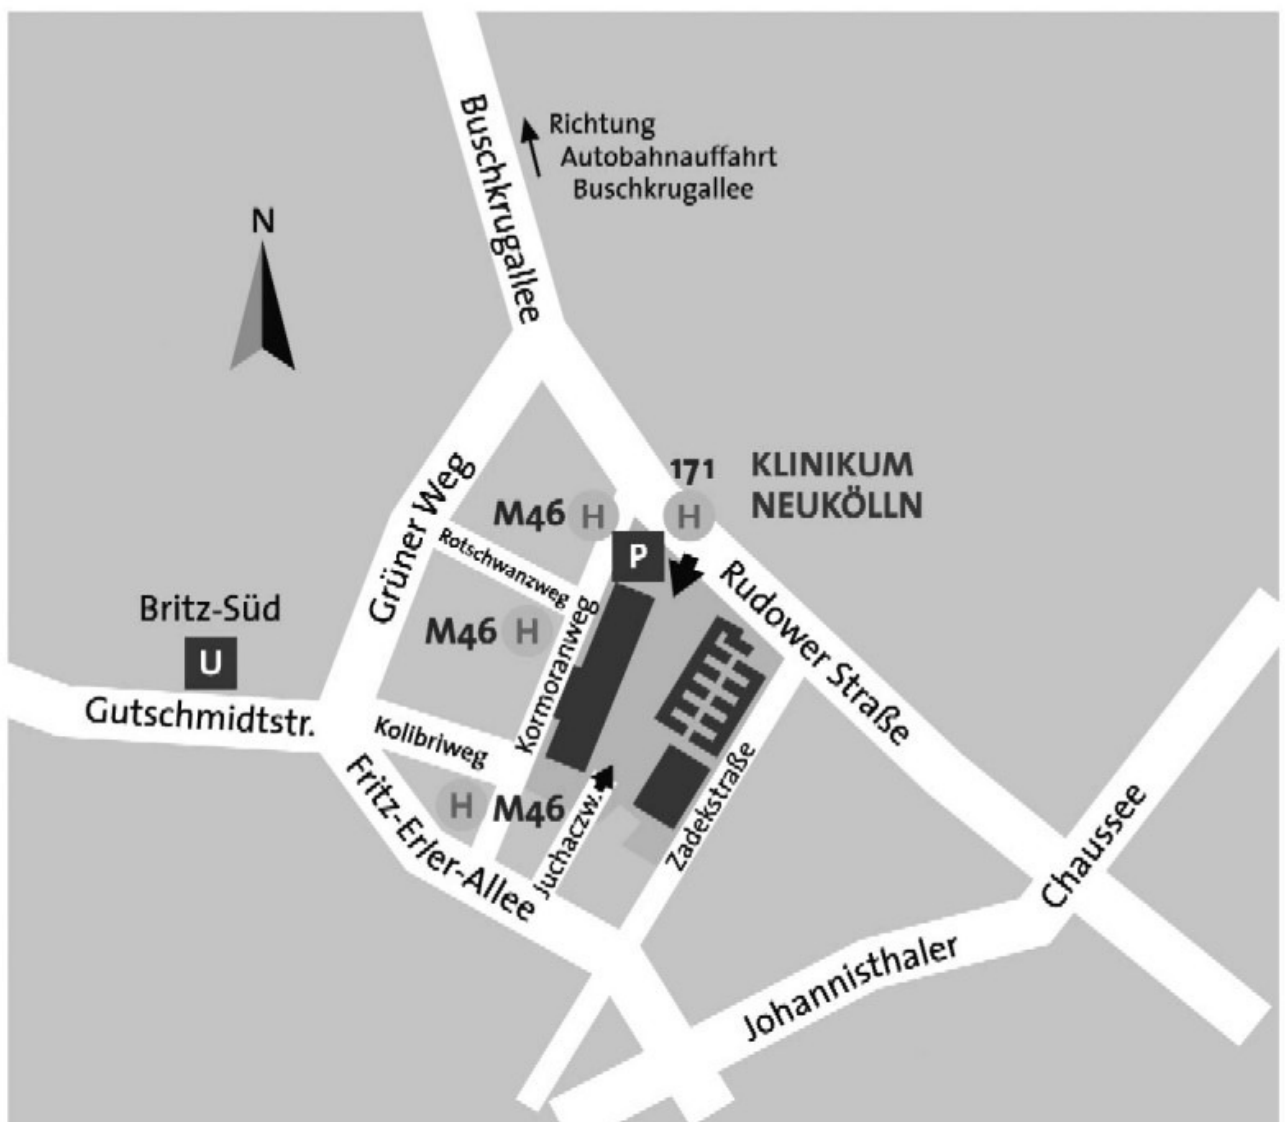 Buschkrugallee
Richtung
Autobahnauffahrt
Buschkrugallee
N
171
KLINIKUM
NEUKÖLLN
M46 H
H
P
Grüner Weg
Rotschwanzweg
Rudower Straße
Britz-Süd
U
M46 H
Kormoranweg
Gutschmidtstr.
Kolibriweg
Fritz-Erler-Allee
H M46
Juchaczw.
Zadekstraße
Johannisthaler
Chaussee